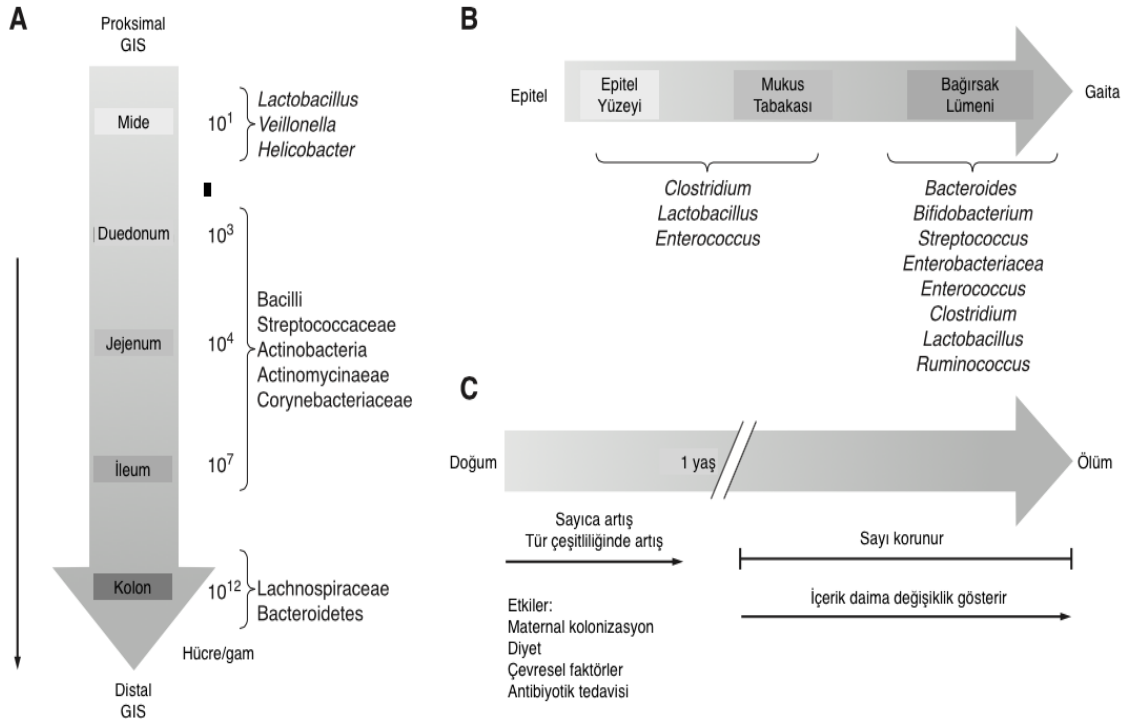 A
Proksimal
GIS
Mide
10¹
Lactobacillus
Veillonella
Helicobacter
Duedonum
10³
Jejenum
10⁴
Bacilli
Streptococcaceae
Actinobacteria
Actinomycinaeae
Corynebacteriaceae
İleum
10⁷
Kolon
10¹²
Lachnospiraceae
Bacteroidetes
Hücre/gam
Distal
GIS
B
Epitel
Epitel
Yüzeyi
Mukus
Tabakası
Bağırsak
Lümeni
Gaita
Clostridium
Lactobacillus
Enterococcus
Bacteroides
Bifidobacterium
Streptococcus
Enterobacteriacea
Enterococcus
Clostridium
Lactobacillus
Ruminococcus
C
Doğum
1 yaş
Ölüm
Sayıca artış
Tür çeşitliliğinde artış
Sayı korunur
İçerik daima değişiklik gösterir
Etkiler:
Maternal kolonizasyon
Diyet
Çevresel faktörler
Antibiyotik tedavisi